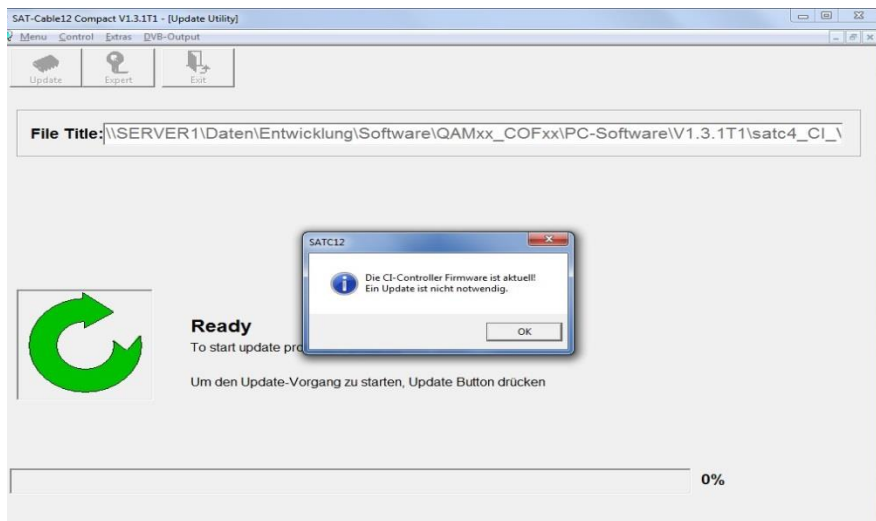 SAT-Cable12 Compact V1.3.1T1 - [Update Utility]
Menu Control Extras DVB-Output
Update Expert Exit
File Title: \\SERVER1\Daten\Entwicklung\Software\QAMxx_COFxx\PC-Software\V1.3.1T1\satc4_CI_
SATC12
Die CI-Controller Firmware ist aktuell!
Ein Update ist nicht notwendig.
OK
Ready
To start update pro
Um den Update-Vorgang zu starten, Update Button drücken
0%